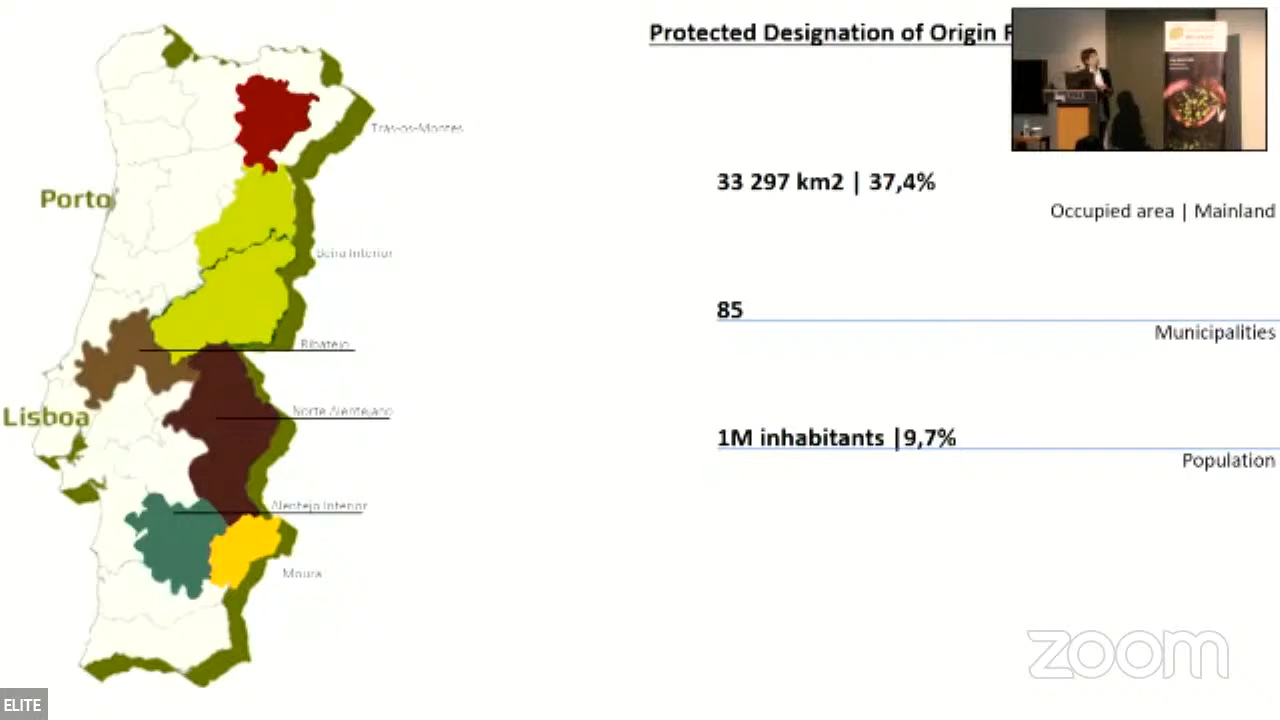 Protected Designation of Origin
Trás-os-Montes
Porto
33 297 km2 | 37,4%
Occupied area | Mainland
Beira Interior
85
Municipalities
Ribatejo
Norte Alentejano
Lisboa
1M inhabitants |9,7%
Population
Alentejo Interior
Moura
zoom
ELITE